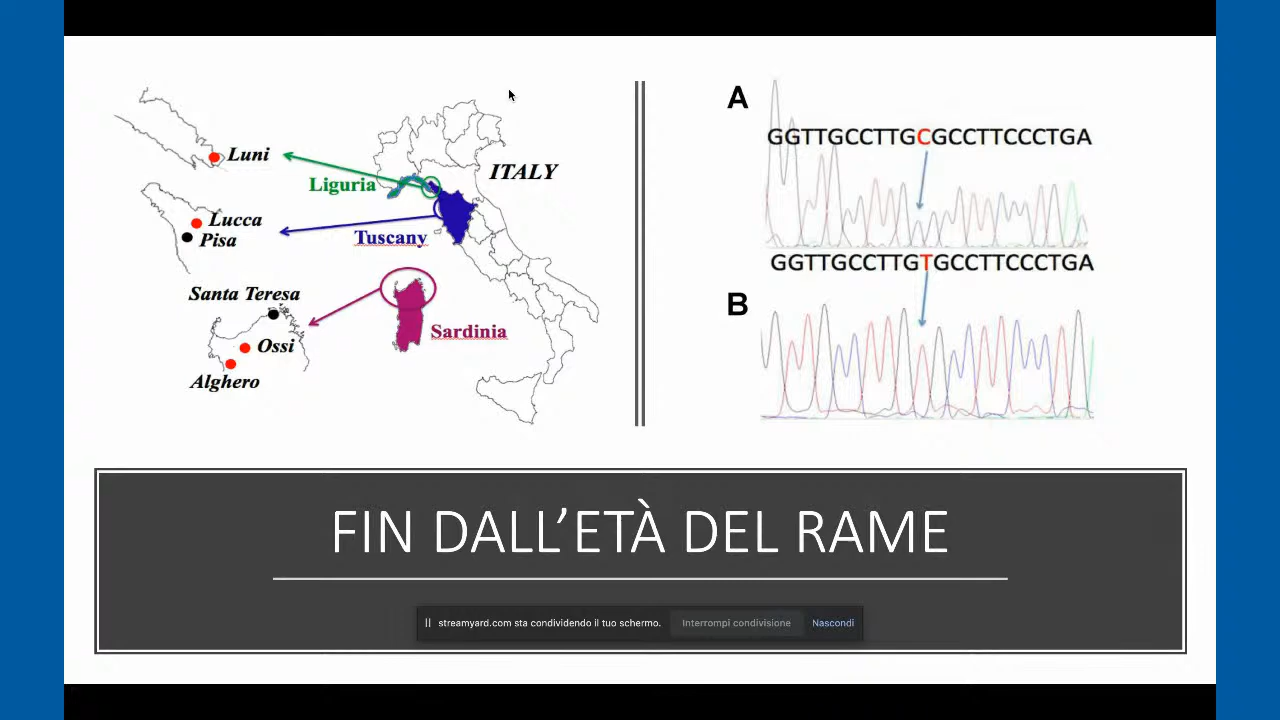 Luni
Liguria
ITALY
Lucca
Pisa
Tuscany
Santa Teresa
Ossi
Alghero
Sardinia
A
GGTTGCCTTGCGCCTTCCCTGA
GGTTGCCTTGTGCCTTCCCTGA
B
FIN DALL’ETÀ DEL RAME
streamyard.com sta condividendo il tuo schermo. Interrompi condivisione Nascondi